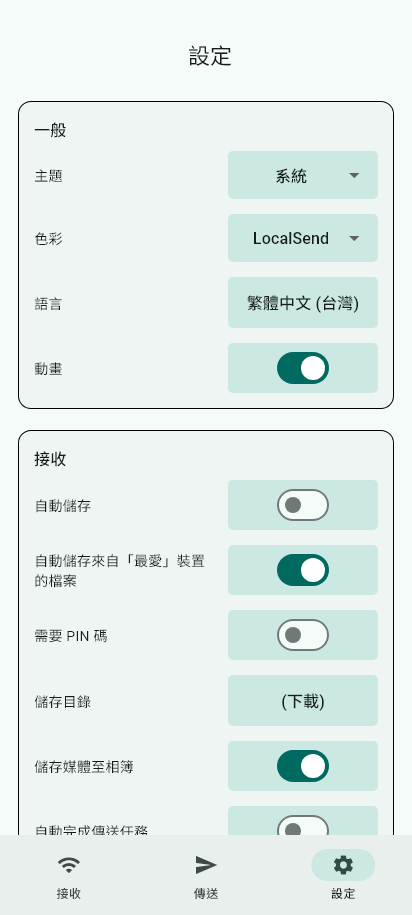 設定
一般
主題
系統
色彩
LocalSend
語言
繁體中文 (台灣)
動畫
接收
自動儲存
自動儲存來自「最愛」裝置
的檔案
需要 PIN 碼
儲存目錄
(下載)
儲存媒體至相簿
自動完成傳送任務
接收
傳送
設定